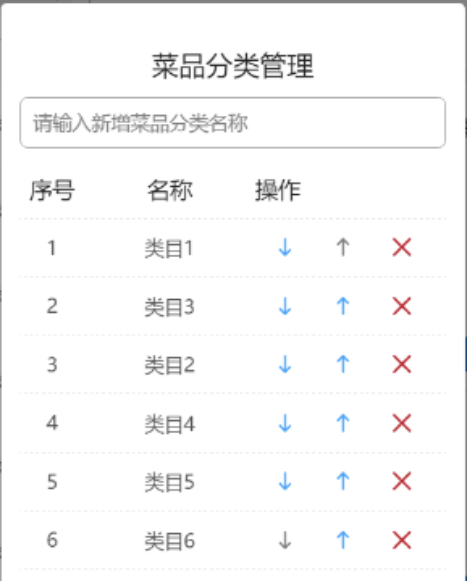 菜品分类管理
请输入新增菜品分类名称
序号 名称 操作
1 类目1 ↓ ↑ ×
2 类目3 ↓ ↑ ×
3 类目2 ↓ ↑ ×
4 类目4 ↓ ↑ ×
5 类目5 ↓ ↑ ×
6 类目6 ↓ ↑ ×